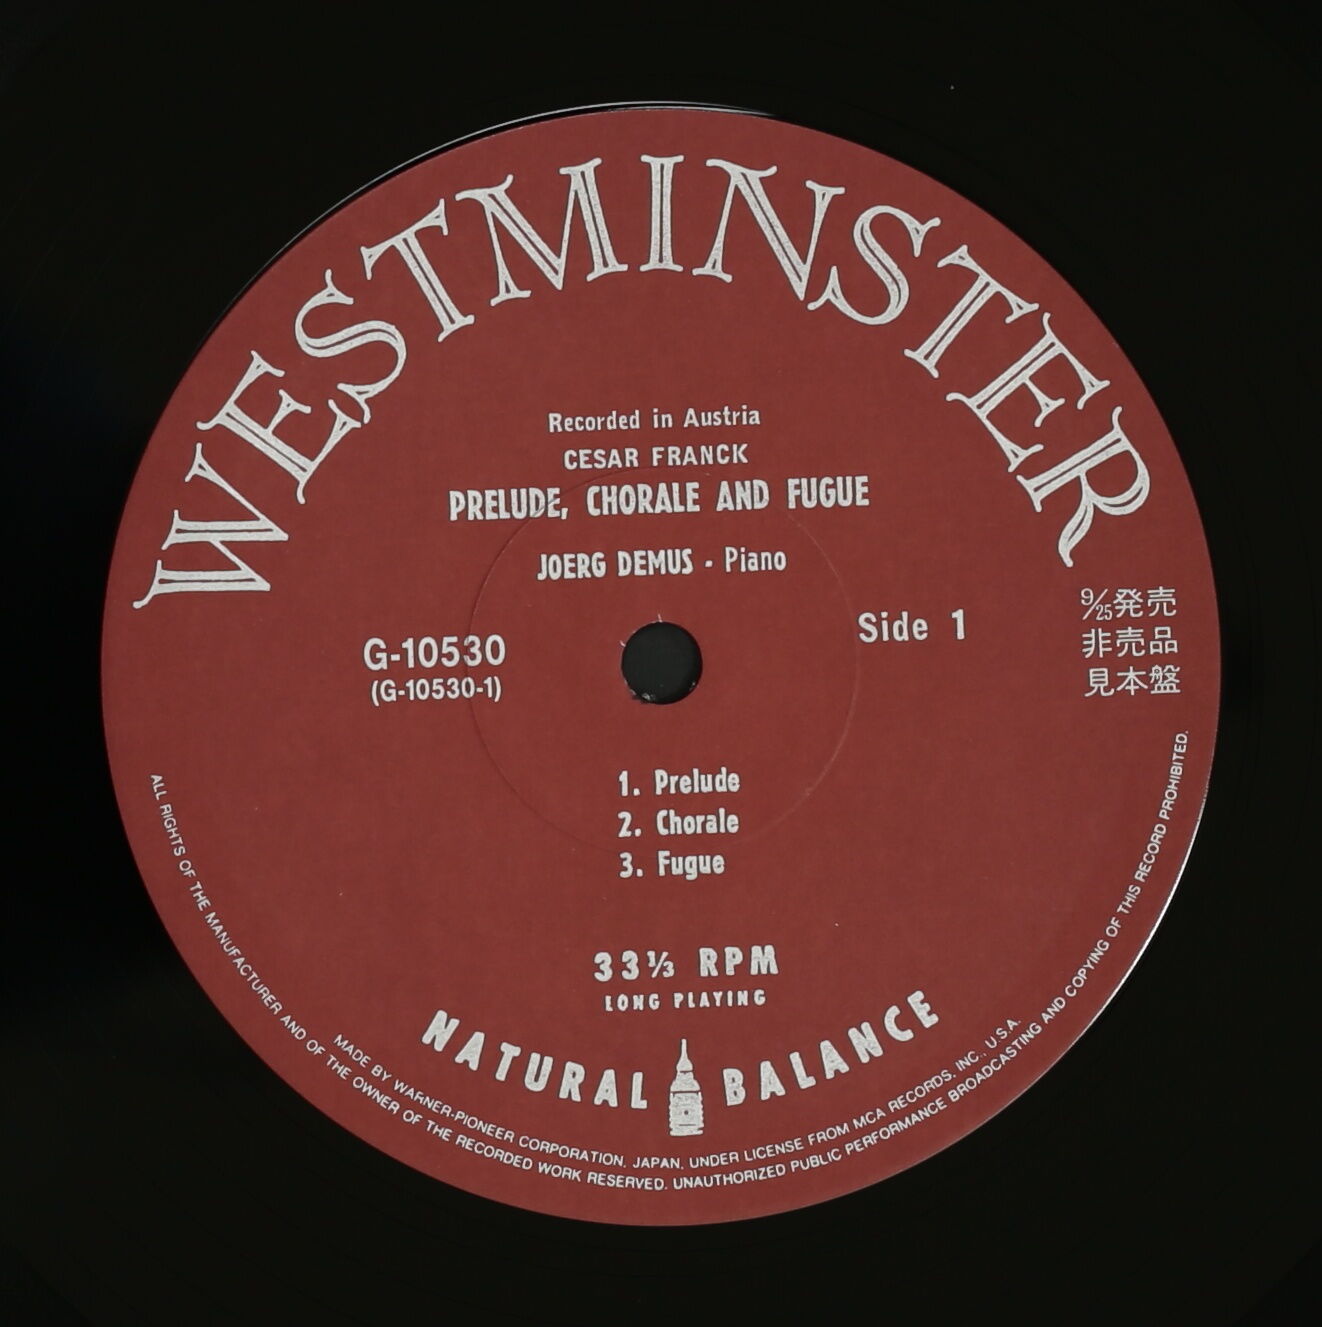 WESTMINSTER
Recorded in Austria
CESAR FRANCK
PRELUDE, CHORALE AND FUGUE
JOERG DEMUS - Piano
G-10530
(G-10530-1)
Side 1
9/25発売
非売品
見本盤
1. Prelude
2. Chorale
3. Fugue
33⅓ RPM
LONG PLAYING
NATURAL BALANCE
MADE BY WARNER-PIONEER CORPORATION, JAPAN, UNDER LICENSE FROM MCA RECORDS, INC., U.S.A.
ALL RIGHTS OF THE MANUFACTURER AND OF THE OWNER OF THE RECORDED WORK RESERVED. UNAUTHORIZED PUBLIC PERFORMANCE BROADCASTING AND COPYING OF THIS RECORD PROHIBITED.